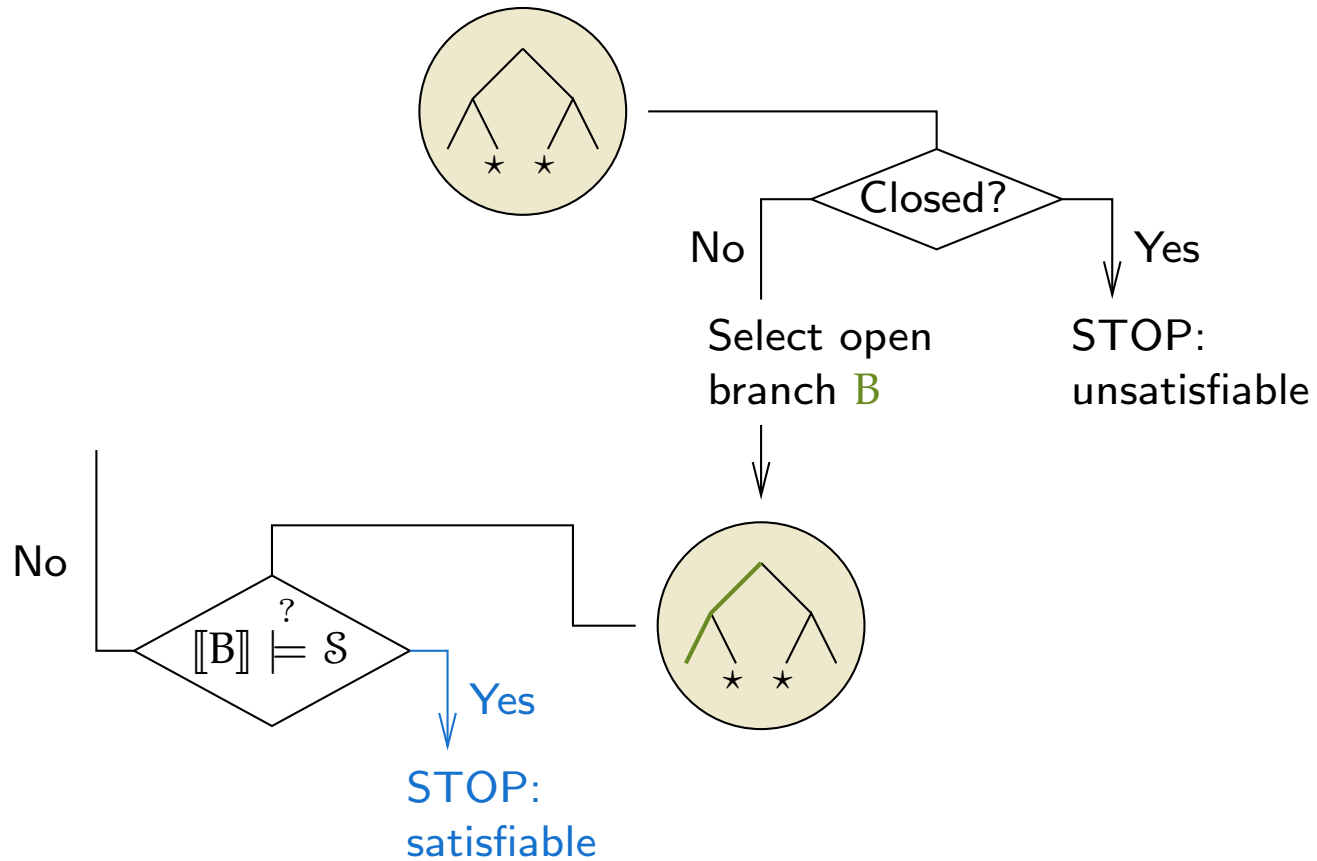 ★ ★
Closed?
No
Yes
Select open
branch B
STOP:
unsatisfiable
No
⟦B⟧ ⊨? 𝒮
★ ★
Yes
STOP:
satisfiable